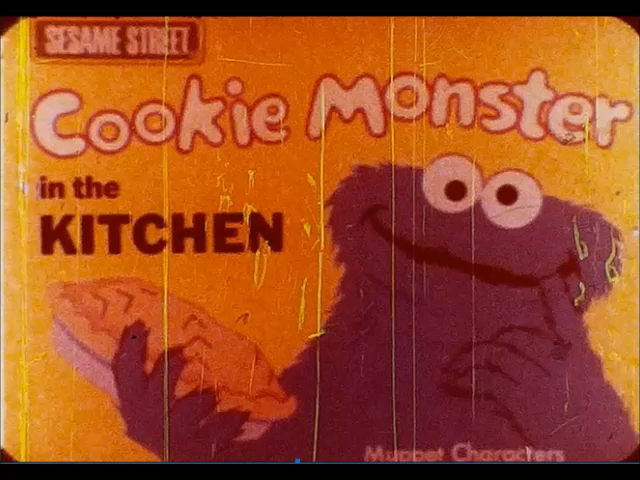 SESAME STREET
Cookie Monster
in the
KITCHEN
Muppet Characters